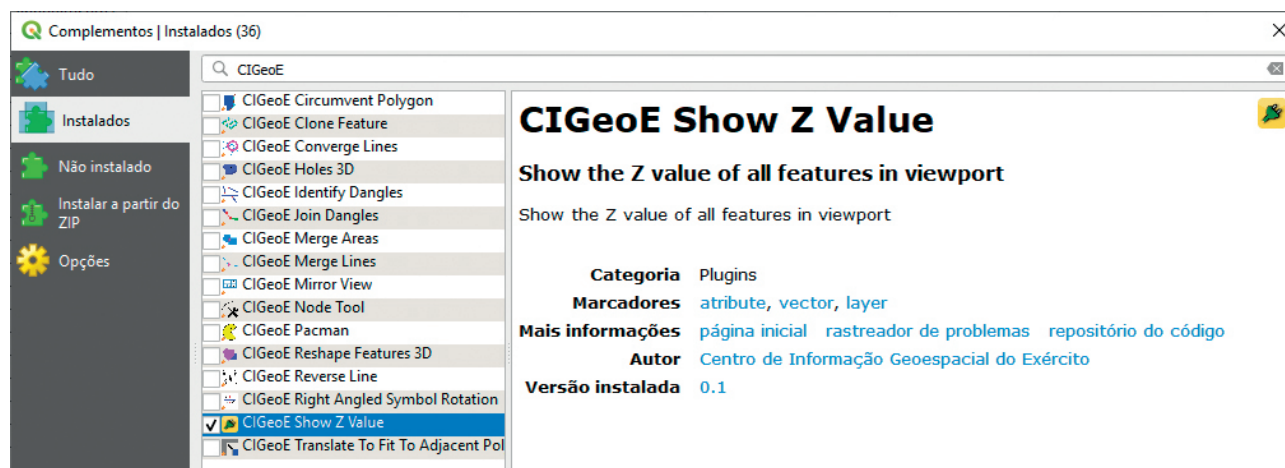 Complementos | Instalados (36)
Tudo
Instalados
Não instalado
Instalar a partir do
ZIP
Opções
CIGeoE
CIGeoE Circumvent Polygon
CIGeoE Clone Feature
CIGeoE Converge Lines
CIGeoE Holes 3D
CIGeoE Identify Dangles
CIGeoE Join Dangles
CIGeoE Merge Areas
CIGeoE Merge Lines
CIGeoE Mirror View
CIGeoE Node Tool
CIGeoE Pacman
CIGeoE Reshape Features 3D
CIGeoE Reverse Line
CIGeoE Right Angled Symbol Rotation
CIGeoE Show Z Value
CIGeoE Translate To Fit To Adjacent Pol
CIGeoE Show Z Value
Show the Z value of all features in viewport
Show the Z value of all features in viewport
Categoria Plugins
Marcadores atribute, vector, layer
Mais informações página inicial rastreador de problemas repositório do código
Autor Centro de Informação Geoespacial do Exército
Versão instalada 0.1